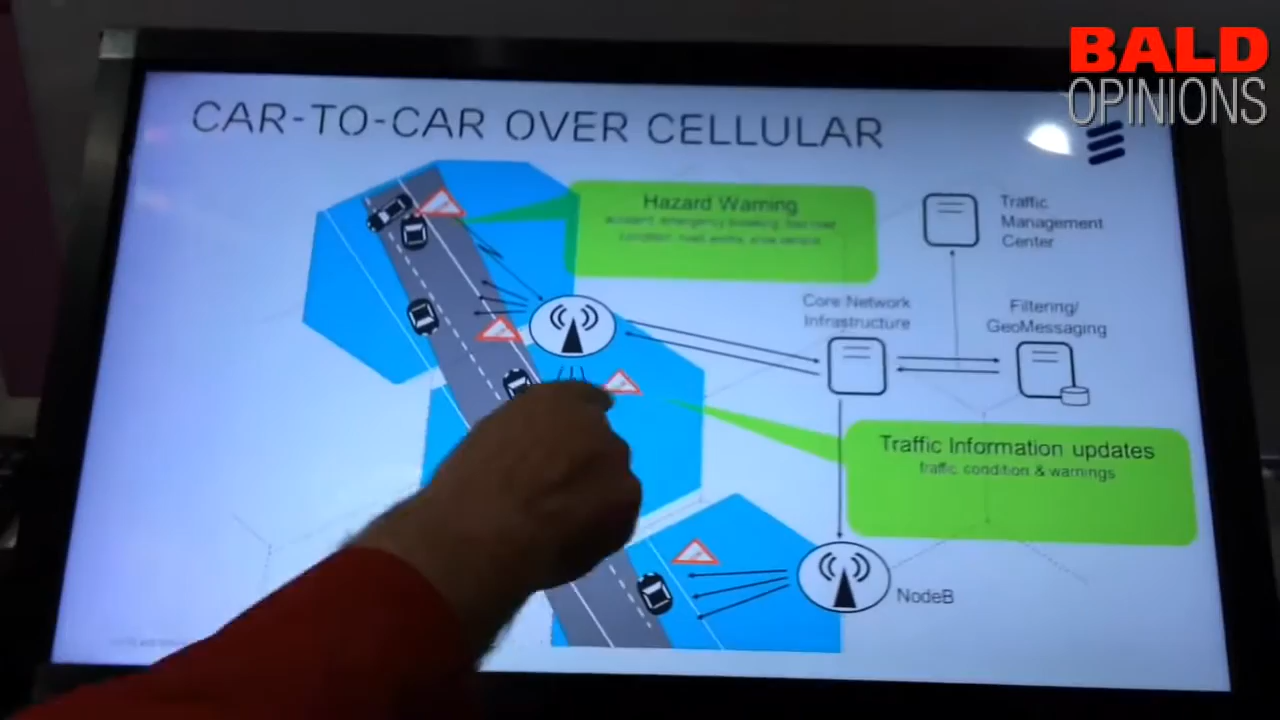 BALD
OPINIONS
CAR-TO-CAR OVER CELLULAR
Hazard Warning
Traffic
Management
Center
Core Network
Infrastructure
Filtering/
GeoMessaging
Traffic Information updates
traffic condition & warnings
NodeB